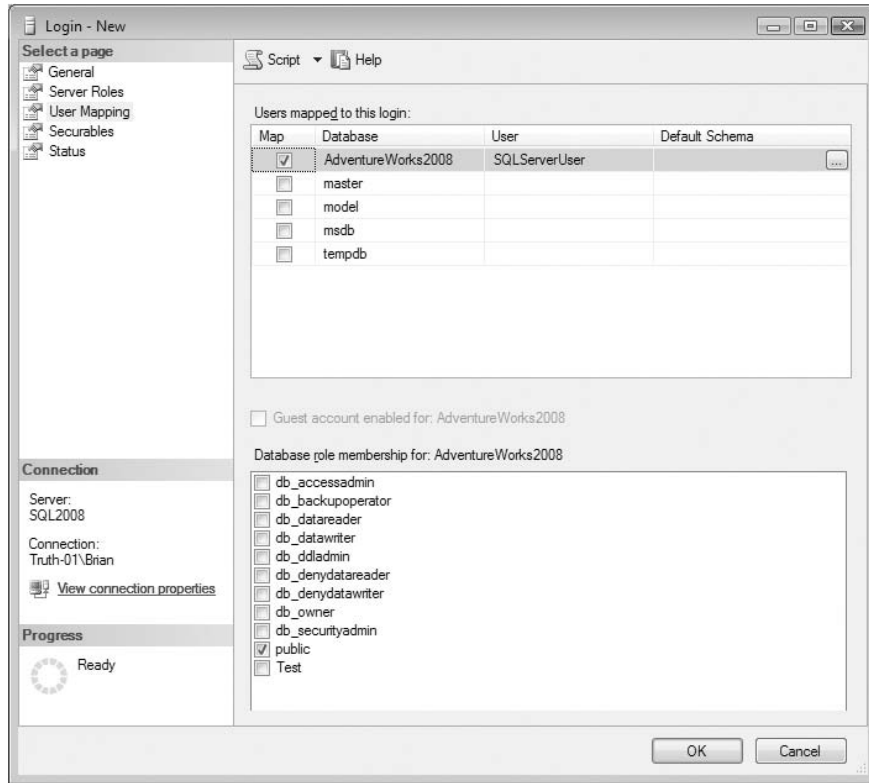 Login - New
Select a page
General
Server Roles
User Mapping
Securables
Status
Script
Help
Users mapped to this login:
Map Database User Default Schema
AdventureWorks2008 SQLServerUser ...
master
model
msdb
tempdb
Guest account enabled for: AdventureWorks2008
Database role membership for: AdventureWorks2008
db_accessadmin
db_backupoperator
db_datareader
db_datawriter
db_ddladmin
db_denydatareader
db_denydatawriter
db_owner
db_securityadmin
public
Test
Connection
Server:
SQL2008
Connection:
Truth-01\Brian
View connection properties
Progress
Ready
OK Cancel